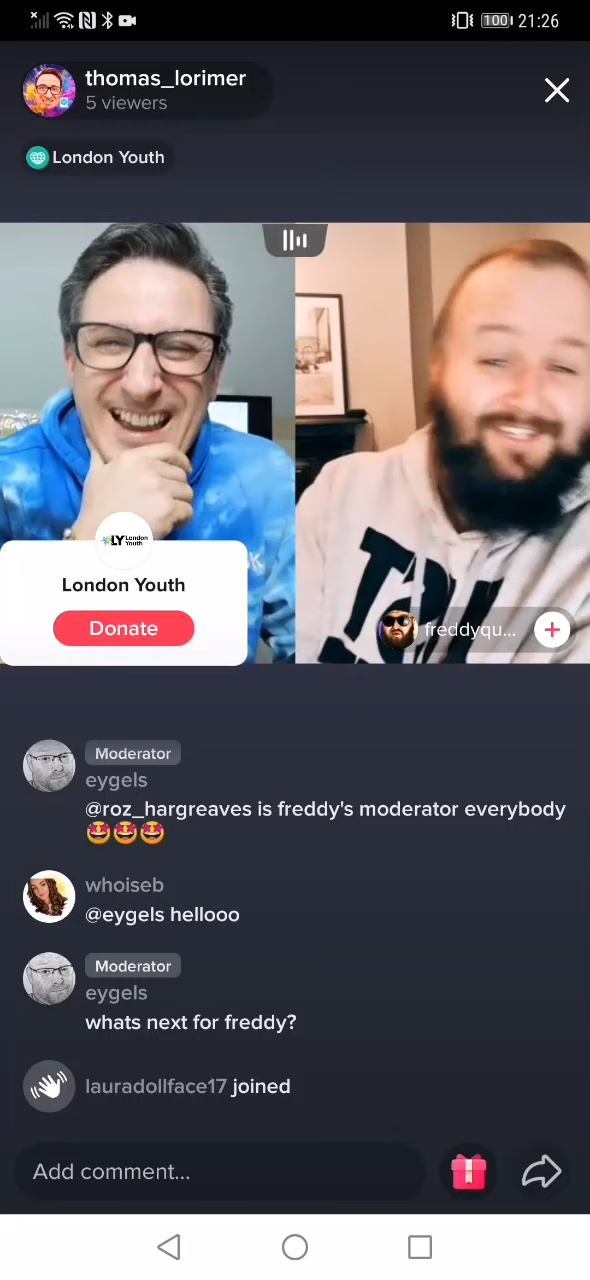 100 21:26
thomas_lorimer
5 viewers
London Youth
LY London
Youth
London Youth
Donate
freddyqu...
Moderator
eygels
@roz_hargreaves is freddy's moderator everybody
🤩🤩🤩
whoiseb
@eygels hellooo
Moderator
eygels
whats next for freddy?
lauradollface17 joined
Add comment...